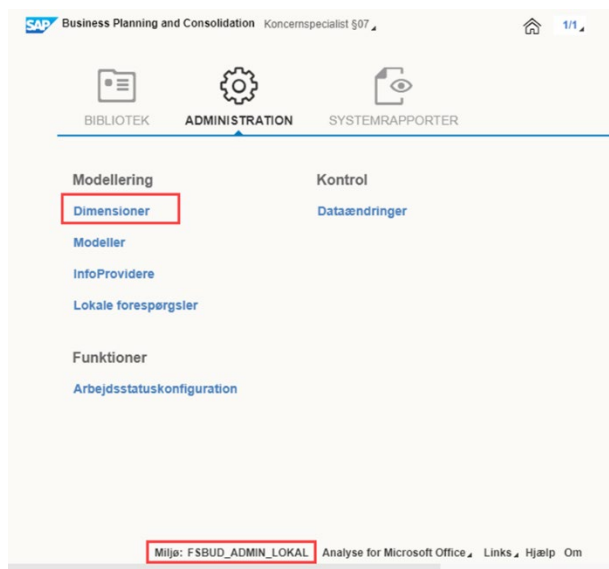 SAP Business Planning and Consolidation Koncernspecialist §07 1/1
BIBLIOTEK ADMINISTRATION SYSTEMRAPPORTER
Modellering Kontrol
Dimensioner Dataændringer
Modeller
InfoProvidere
Lokale forespørgsler
Funktioner
Arbejdsstatuskonfiguration
Miljø: FSBUD_ADMIN_LOKAL Analyse for Microsoft Office Links Hjælp Om